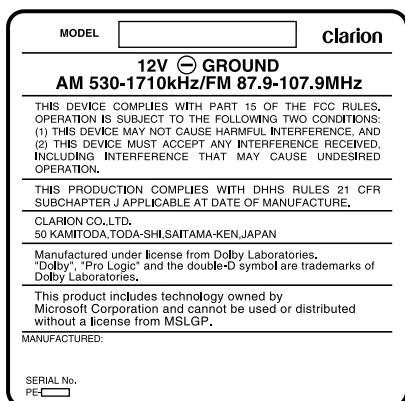 MODEL clarion
12V ⊖ GROUND
AM 530-1710kHz/FM 87.9-107.9MHz
THIS DEVICE COMPLIES WITH PART 15 OF THE FCC RULES.
OPERATION IS SUBJECT TO THE FOLLOWING TWO CONDITIONS:
(1) THIS DEVICE MAY NOT CAUSE HARMFUL INTERFERENCE, AND
(2) THIS DEVICE MUST ACCEPT ANY INTERFERENCE RECEIVED,
INCLUDING INTERFERENCE THAT MAY CAUSE UNDESIRED
OPERATION.
THIS PRODUCTION COMPLIES WITH DHHS RULES 21 CFR
SUBCHAPTER J APPLICABLE AT DATE OF MANUFACTURE.
CLARION CO.,LTD.
50 KAMITODA,TODA-SHI,SAITAMA-KEN,JAPAN
Manufactured under license from Dolby Laboratories.
"Dolby", "Pro Logic" and the double-D symbol are trademarks of
Dolby Laboratories.
This product includes technology owned by
Microsoft Corporation and cannot be used or distributed
without a license from MSLGP.
MANUFACTURED:
SERIAL No.
PE-